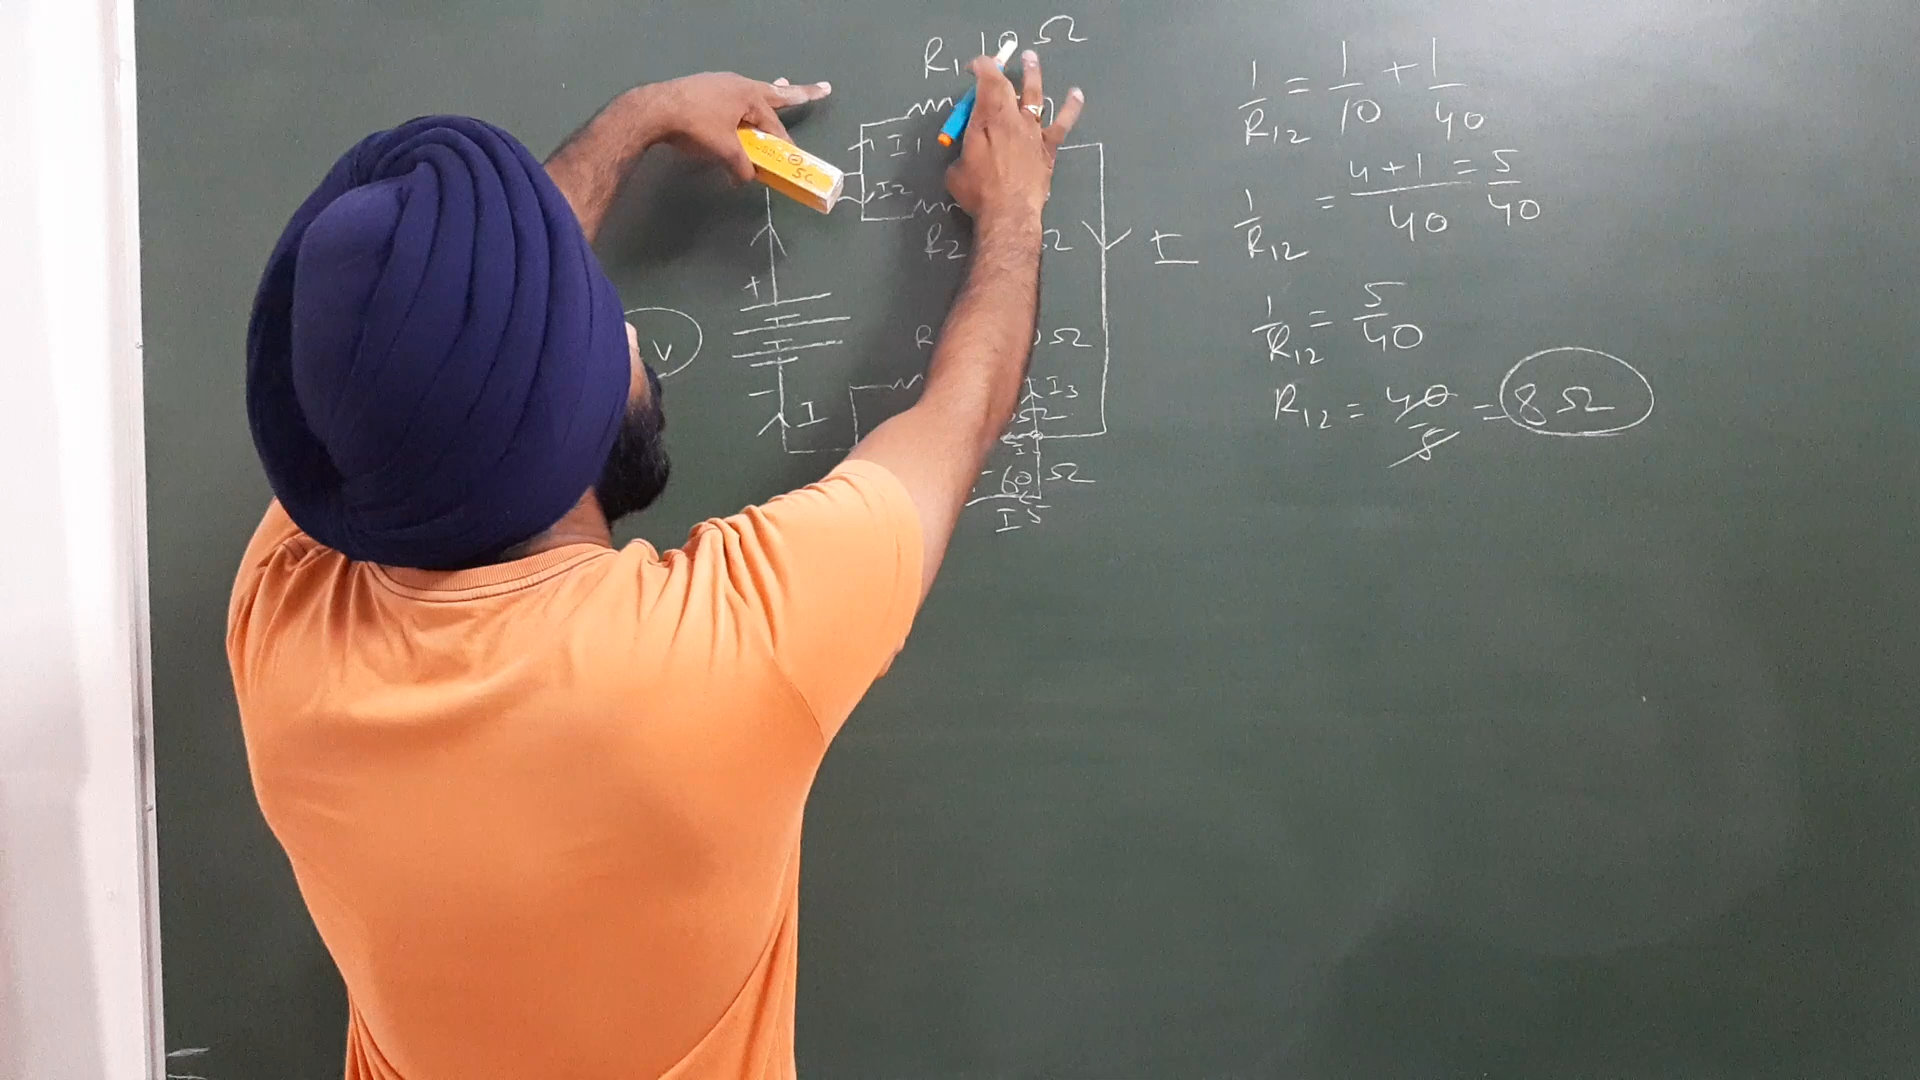 R1 10 Ω
I1
I2
R2 Ω
I
+
V
R Ω
I3
I
Ω
60 Ω
I5
1/R12 = 1/10 + 1/40
1/R12 = 4+1/40 = 5/40
1/R12 = 5/40
R12 = 40/5 = 8 Ω